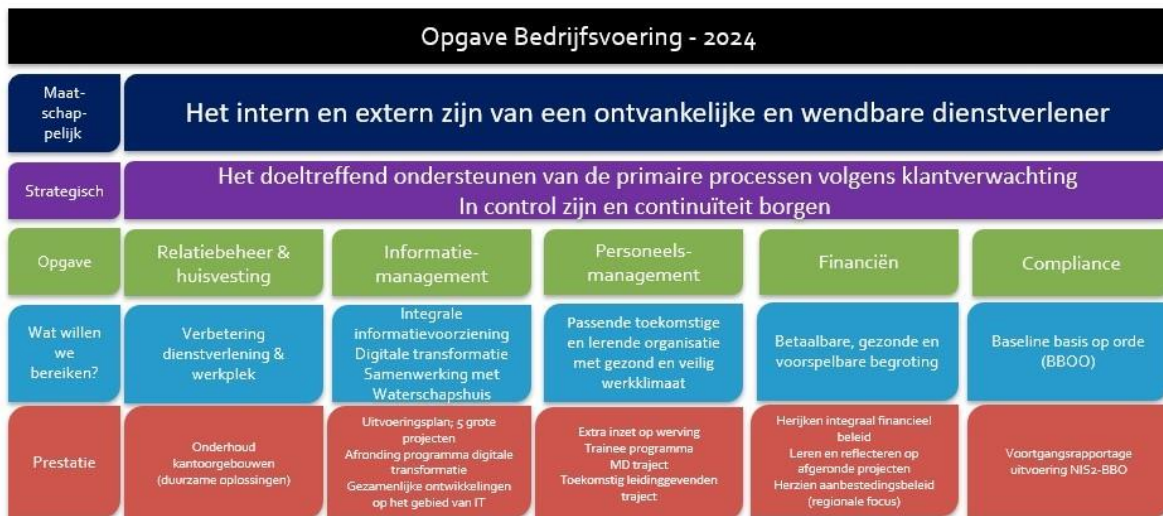 Opgave Bedrijfsvoering - 2024
Maat-
schap-
pelijk
Het intern en extern zijn van een ontvankelijke en wendbare dienstverlener
Strategisch
Het doeltreffend ondersteunen van de primaire processen volgens klantverwachting
In control zijn en continuïteit borgen
Opgave
Relatiebeheer &
huisvesting
Informatie-
management
Personeels-
management
Financiën
Compliance
Wat willen
we
bereiken?
Verbetering
dienstverlening &
werkplek
Integrale
informatievoorziening
Digitale transformatie
Samenwerking met
Waterschapshuis
Passende toekomstige
en lerende organisatie
met gezond en veilig
werkklimaat
Betaalbare, gezonde en
voorspelbare begroting
Baseline basis op orde
(BBOO)
Prestatie
Onderhoud
kantoorgebouwen
(duurzame oplossingen)
Uitvoeringsplan; 5 grote
projecten
Afronding programma digitale
transformatie
Gezamenlijke ontwikkelingen
op het gebied van IT
Extra inzet op werving
Trainee programma
MD traject
Toekomstig leidinggevenden
traject
Herijken integraal financieel
beleid
Leren en reflecteren op
afgeronde projecten
Herzien aanbestedingsbeleid
(regionale focus)
Voortgangsrapportage
uitvoering NIS2-BBO